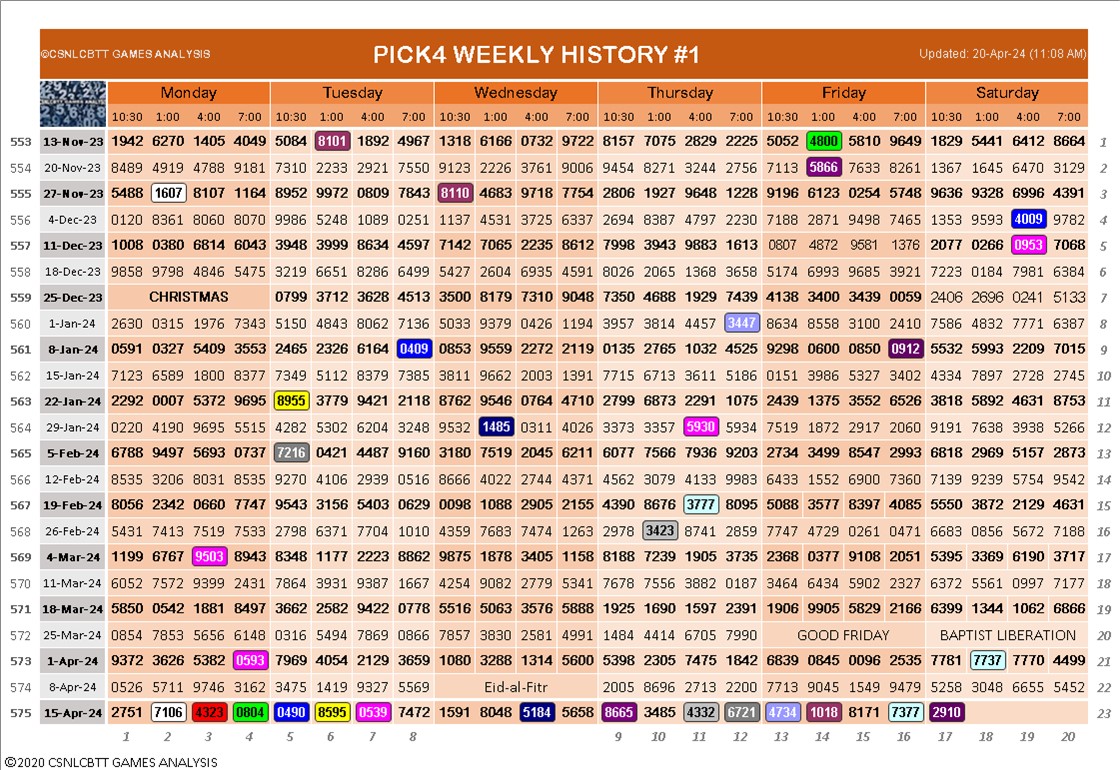 ©CSNLCBTT GAMES ANALYSIS PICK4 WEEKLY HISTORY #1 Updated: 20-Apr-24 (11:08 AM)
CSNLCBTT GAMES ANALYSIS Monday Tuesday Wednesday Thursday Friday Saturday
10:30 1:00 4:00 7:00 10:30 1:00 4:00 7:00 10:30 1:00 4:00 7:00 10:30 1:00 4:00 7:00 10:30 1:00 4:00 7:00 10:30 1:00 4:00 7:00
553 13-Nov-23 1942 6270 1405 4049 5084 8101 1892 4967 1318 6166 0732 9722 8157 7075 2829 2225 5052 4800 5810 9649 1829 5441 6412 8664 1
554 20-Nov-23 8489 4919 4788 9181 7310 2233 2921 7550 9123 2226 3761 9006 9454 8271 3244 2756 7113 5866 7633 8261 1367 1645 6470 3129 2
555 27-Nov-23 5488 1607 8107 1164 8952 9972 0809 7843 8110 4683 9718 7754 2806 1927 9648 1228 9196 6123 0254 5748 9636 9328 6996 4391 3
556 4-Dec-23 0120 8361 8060 8070 9986 5248 1089 0251 1137 4531 3725 6337 2694 8387 4797 2230 7188 2871 9498 7465 1353 9593 4009 9782 4
557 11-Dec-23 1008 0380 6814 6043 3948 3999 8634 4597 7142 7065 2235 8612 7998 3943 9883 1613 0807 4872 9581 1376 2077 0266 0953 7068 5
558 18-Dec-23 9858 9798 4846 5475 3219 6651 8286 6499 5427 2604 6935 4591 8026 2065 1368 3658 5174 6993 9685 3921 7223 0184 7981 6384 6
559 25-Dec-23 CHRISTMAS 0799 3712 3628 4513 3500 8179 7310 9048 7350 4688 1929 7439 4138 3400 3439 0059 2406 2696 0241 5133 7
560 1-Jan-24 2630 0315 1976 7343 5150 4843 8062 7136 5033 9379 0426 1194 3957 3814 4457 3447 8634 8558 3100 2410 7586 4832 7771 6387 8
561 8-Jan-24 0591 0327 5409 3553 2465 2326 6164 0409 0853 9559 2272 2119 0135 2765 1032 4525 9298 0600 8150 0912 5532 5993 2209 7015 9
562 15-Jan-24 7123 6589 1800 8377 7349 5112 8379 7385 3811 9662 2003 1391 7715 6713 3611 5186 0151 3986 5327 3402 4334 7897 2728 2745 10
563 22-Jan-24 2292 0007 5372 9695 8955 3779 9421 2118 8762 9546 0764 4710 2799 6873 2291 1075 2439 1375 3552 6526 3818 5892 4631 8753 11
564 29-Jan-24 0220 4190 9695 5515 4282 5302 6204 3248 9532 1485 0311 4026 3373 3357 5930 5934 7519 1872 2917 2060 9191 7638 3938 5266 12
565 5-Feb-24 6788 9497 5693 0737 7216 0421 4487 9160 3180 7519 2045 6211 6077 7566 7936 9203 2734 3499 8547 2993 6818 2969 5157 2873 13
566 12-Feb-24 8535 3206 8031 8535 9270 4106 2939 0516 8666 4022 2744 4371 4562 3079 4133 9983 6433 1552 6900 7360 7139 9239 5754 9542 14
567 19-Feb-24 8056 2342 0660 7747 9543 3156 5403 0629 0098 1088 2905 2155 4390 8676 3777 8095 5088 3577 8397 4085 5550 3872 2129 4631 15
568 26-Feb-24 5431 7413 7519 7533 2798 6371 7704 1010 4359 7683 7474 1263 2978 3423 8741 2859 7747 4729 0261 0471 6683 0856 5672 7188 16
569 4-Mar-24 1199 6767 9503 8943 8348 1177 2223 8862 9875 1878 3405 1158 8188 7239 1905 3735 2368 0377 9108 2051 5395 3369 6190 3717 17
570 11-Mar-24 6052 7572 9399 2431 7864 3931 9387 1667 4254 9082 2779 5341 7678 7556 3882 0187 3464 6434 5902 2327 6372 5561 0997 7177 18
571 18-Mar-24 5850 0542 1881 8497 3662 2582 9422 0778 5516 5063 3576 5888 1925 1690 1597 2391 1906 9905 5829 2166 6399 1344 1062 6866 19
572 25-Mar-24 0854 7853 5656 6148 0316 5494 7869 0866 7857 3830 2581 4991 1484 4414 6705 7990 GOOD FRIDAY BAPTIST LIBERATION 20
573 1-Apr-24 9372 3626 5382 0593 7969 4054 2129 3659 1080 3288 1314 5600 5398 2305 7475 1842 6839 0845 0096 2535 7781 7737 7770 4499 21
574 8-Apr-24 0526 5711 9746 3162 3475 1419 9327 5569 Eid-al-Fitr 2005 8696 2713 2200 7713 9045 1549 9479 5258 3048 6655 5452 22
575 15-Apr-24 2751 7106 4323 0804 0490 8595 0539 7472 1591 8048 5184 5658 8665 3485 4332 6721 4734 1018 8171 7377 2910 23
1 2 3 4 5 6 7 8 9 10 11 12 13 14 15 16 17 18 19 20
©2020 CSNLCBTT GAMES ANALYSIS